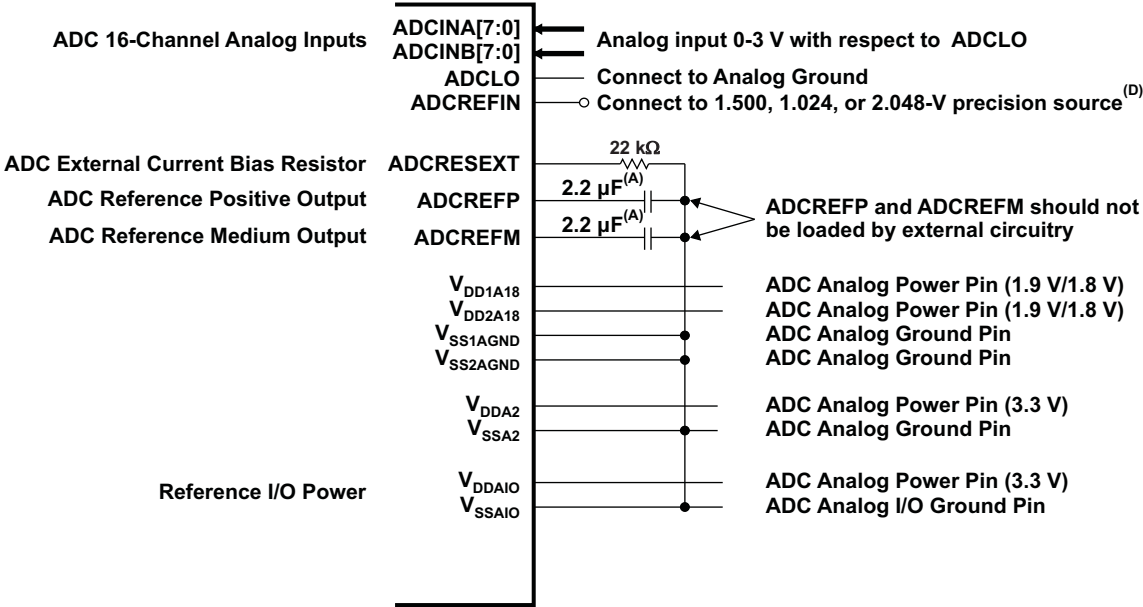 ADC 16-Channel Analog Inputs
ADCINA[7:0]
ADCINB[7:0]
Analog input 0-3 V with respect to ADCLO
ADCLO
Connect to Analog Ground
ADCREFIN
Connect to 1.500, 1.024, or 2.048-V precision source(D)
ADC External Current Bias Resistor
ADCRESEXT
22 kΩ
ADC Reference Positive Output
ADCREFP
2.2 µF(A)
ADC Reference Medium Output
ADCREFM
2.2 µF(A)
ADCREFP and ADCREFM should not
be loaded by external circuitry
VDD1A18
ADC Analog Power Pin (1.9 V/1.8 V)
VDD2A18
ADC Analog Power Pin (1.9 V/1.8 V)
VSS1AGND
ADC Analog Ground Pin
VSS2AGND
ADC Analog Ground Pin
VDDA2
ADC Analog Power Pin (3.3 V)
VSSA2
ADC Analog Ground Pin
Reference I/O Power
VDDAIO
ADC Analog Power Pin (3.3 V)
VSSAIO
ADC Analog I/O Ground Pin